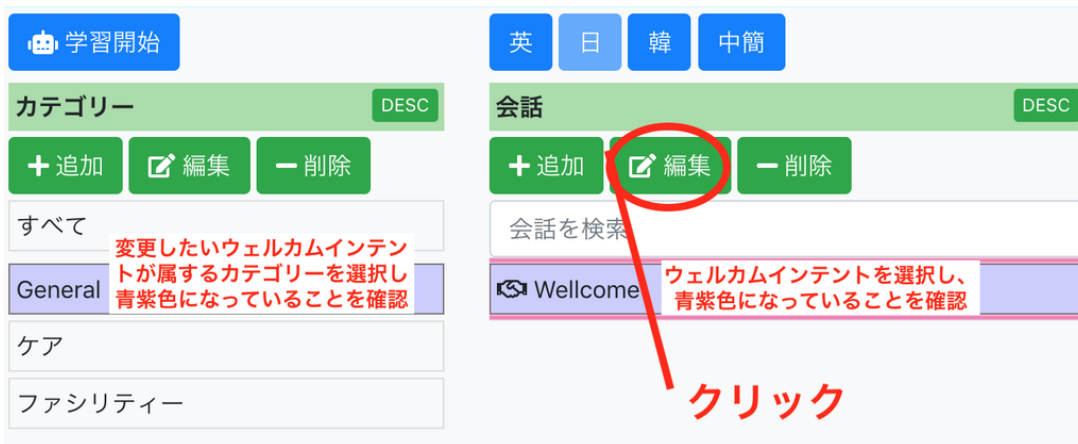 学習開始
英 日 韓 中簡
カテゴリー DESC
会話 DESC
追加 編集 削除
追加 編集 削除
すべて
会話を検索
変更したいウェルカムインテン
トが属するカテゴリーを選択し
青紫色になっていることを確認
General
ウェルカムインテントを選択し、
青紫色になっていることを確認
Wellcome
ケア
ファシリティー
クリック